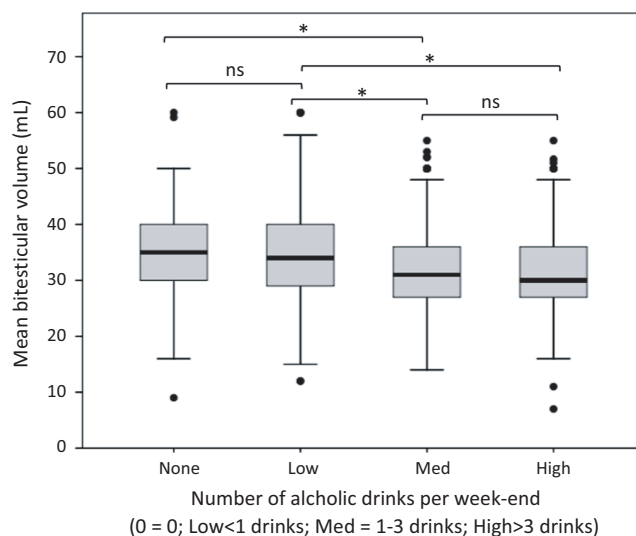 *
*
ns
*
ns
70
60
50
40
30
20
10
0
Mean bitesticular volume (mL)
None Low Med High
Number of alcholic drinks per week-end
(0 = 0; Low<1 drinks; Med = 1-3 drinks; High>3 drinks)